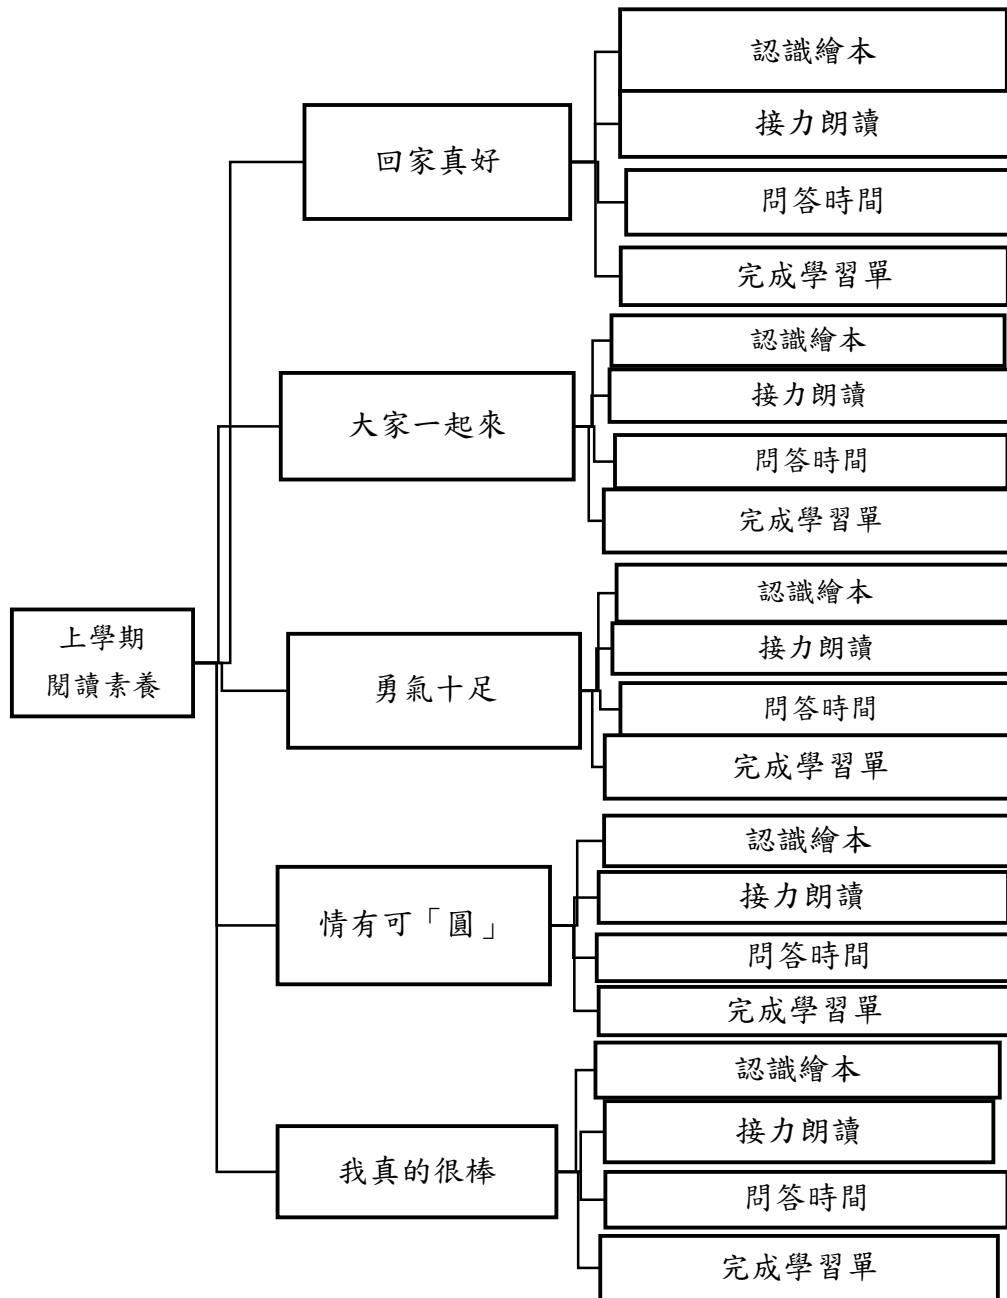 上學期
閱讀素養
回家真好
認識繪本
接力朗讀
問答時間
完成學習單
大家一起來
認識繪本
接力朗讀
問答時間
完成學習單
勇氣十足
認識繪本
接力朗讀
問答時間
完成學習單
情有可「圓」
認識繪本
接力朗讀
問答時間
完成學習單
我真的很棒
認識繪本
接力朗讀
問答時間
完成學習單